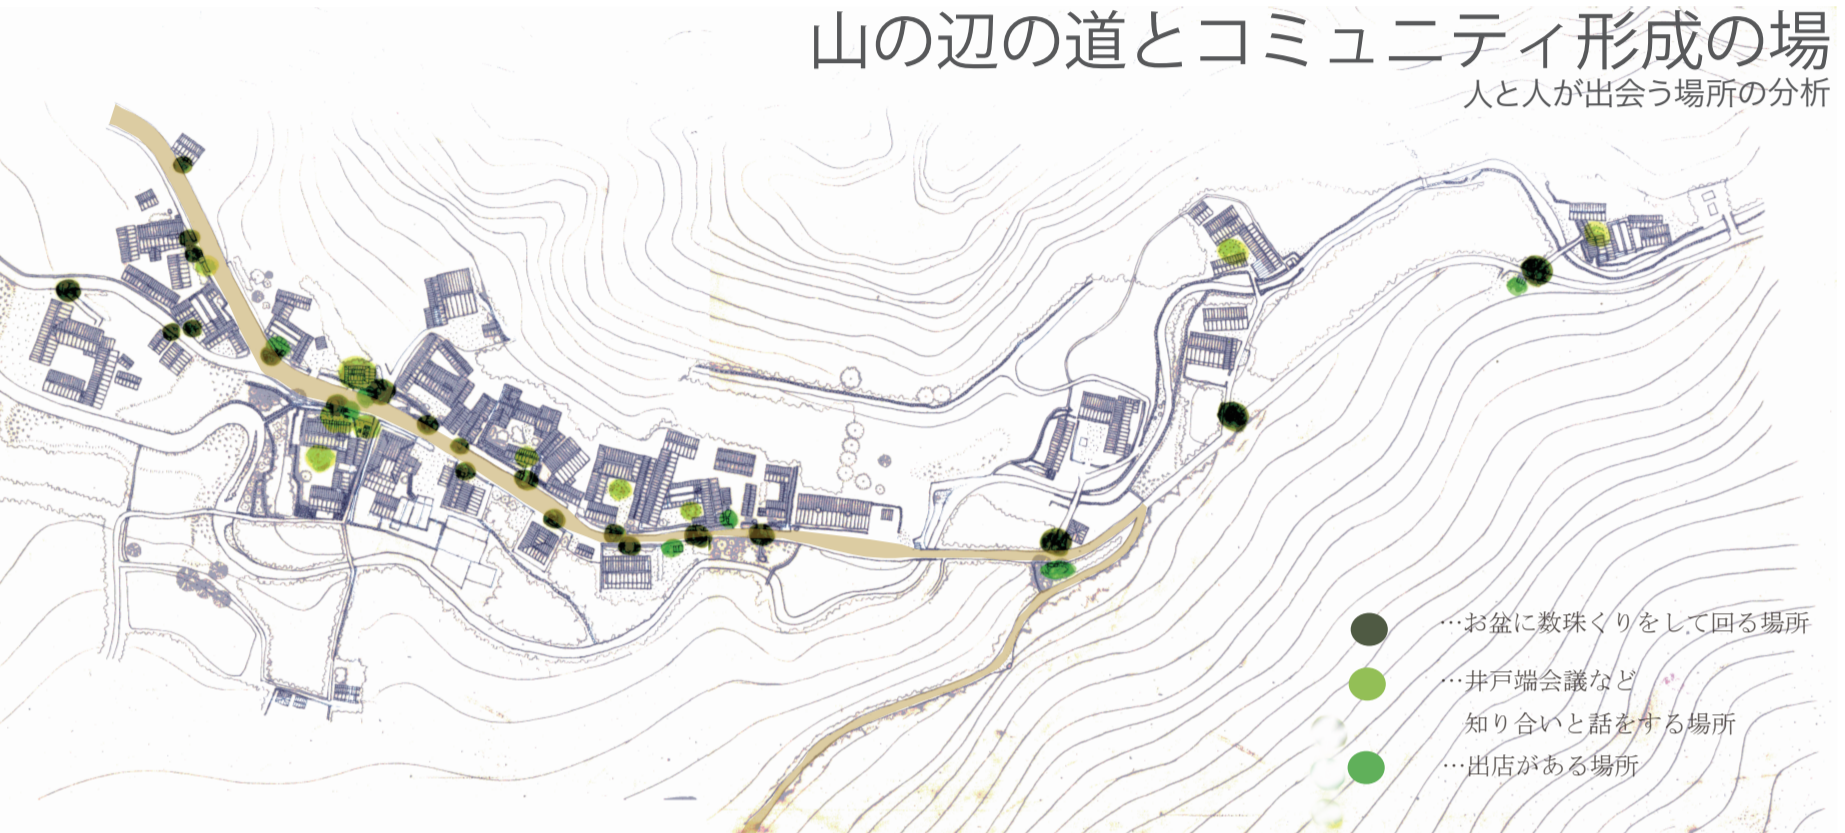 山の辺の道とコミュニティ形成の場
人と人が出会う場所の分析
…お盆に数珠くりをして回る場所
…井戸端会議など
知り合いと話をする場所
…出店がある場所